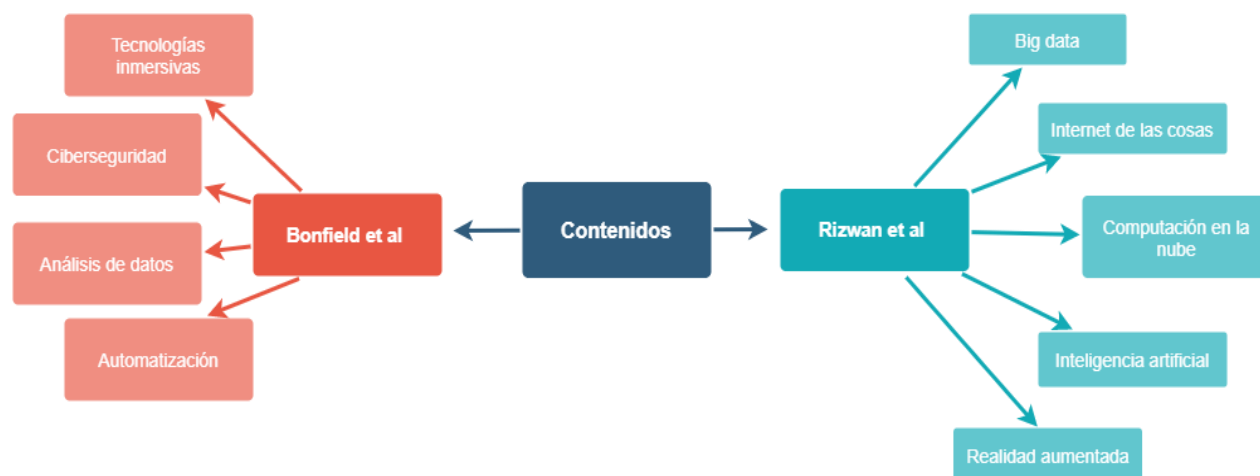 Tecnologías
inmersivas
Ciberseguridad
Análisis de datos
Automatización
Bonfield et al
Contenidos
Rizwan et al
Big data
Internet de las cosas
Computación en la
nube
Inteligencia artificial
Realidad aumentada